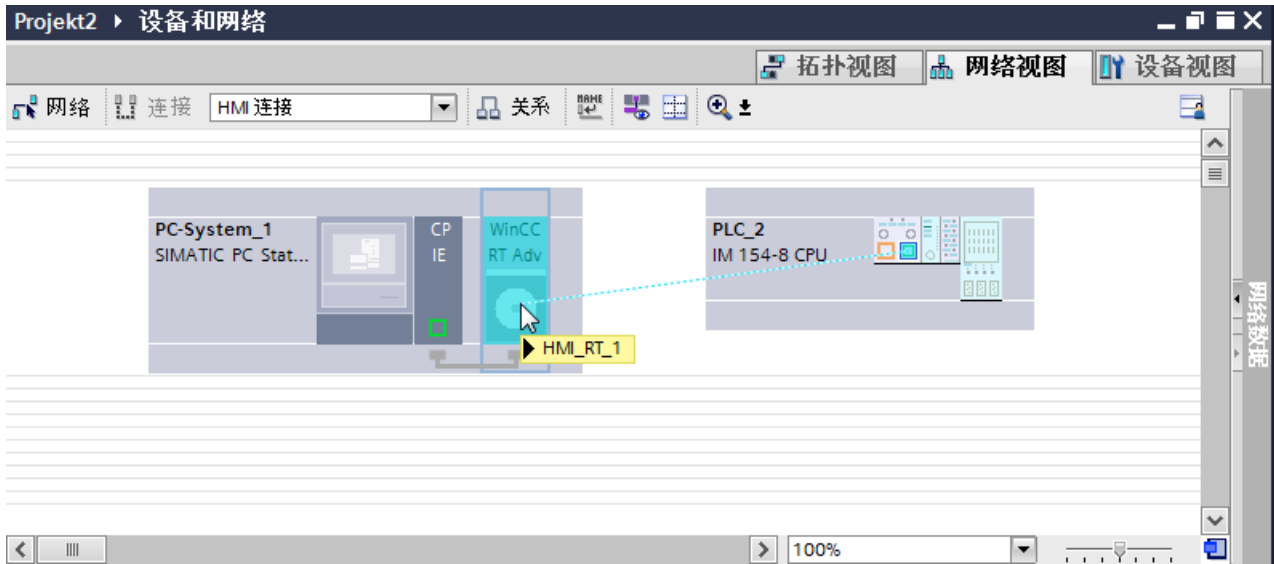 Projekt2 ▸ 设备和网络
拓扑视图 网络视图 设备视图
网络 连接 HMI 连接 关系 NAME
PC-System_1
SIMATIC PC Stat...
CP
IE
WinCC
RT Adv
PLC_2
IM 154-8 CPU
HMI_RT_1
网络数据
100%